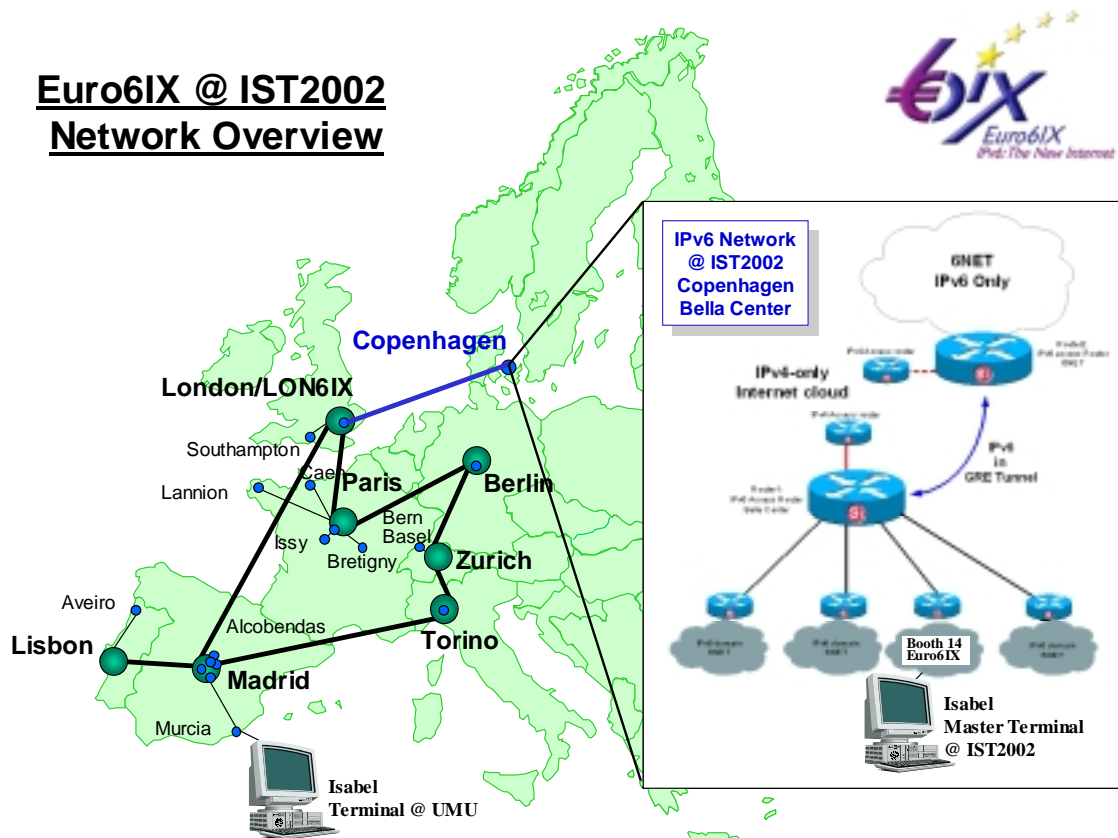 Euro6IX @ IST2002
Network Overview
Euro6IX
IPv6: The New Internet
IPv6 Network
@ IST2002
Copenhagen
Bella Center
6NET
IPv6 Only
IPv4-only
Internet cloud
IPv6
in
GRE Tunnel
Bella Center
Copenhagen
London/LON6IX
Southampton
Caen
Lannion
Paris
Berlin
Bern
Basel
Issy
Bretigny
Zurich
Aveiro
Alcobendas
Torino
Lisbon
Madrid
Murcia
Isabel
Terminal @ UMU
Booth 14
Euro6IX
Isabel
Master Terminal
@ IST2002